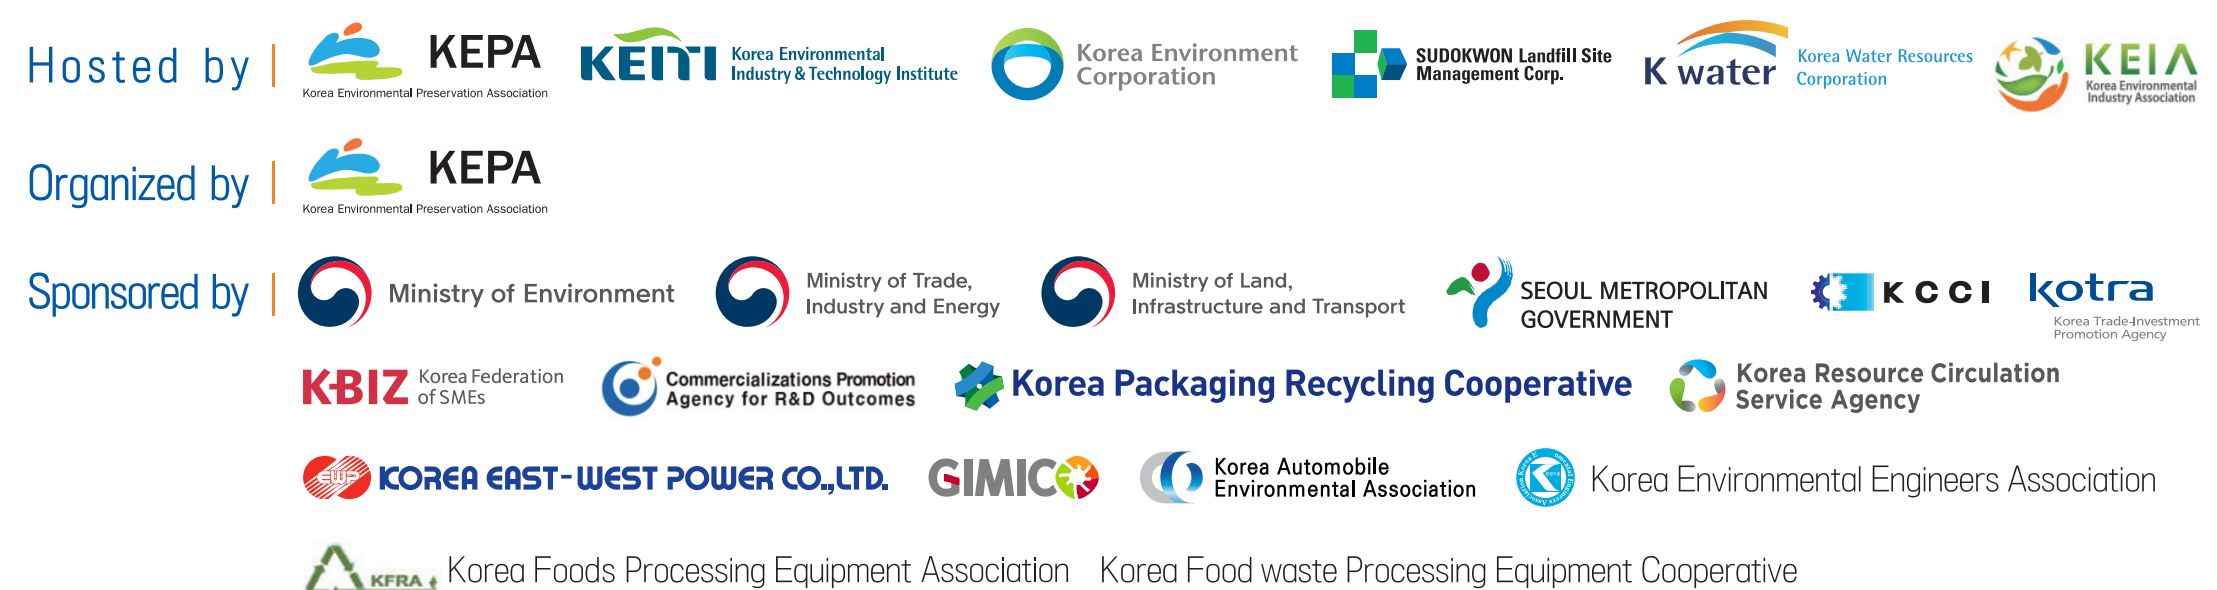 Hosted by
KEPA
Korea Environmental Preservation Association
KEITI
Korea Environmental
Industry & Technology Institute
Korea Environment
Corporation
SUDOKWON Landfill Site
Management Corp.
K water
Korea Water Resources
Corporation
KEIA
Korea Environmental
Industry Association
Organized by
KEPA
Korea Environmental Preservation Association
Sponsored by
Ministry of Environment
Ministry of Trade,
Industry and Energy
Ministry of Land,
Infrastructure and Transport
SEOUL METROPOLITAN
GOVERNMENT
KCCI
kotra
Korea Trade-Investment
Promotion Agency
K-BIZ
Korea Federation
of SMEs
Commercializations Promotion
Agency for R&D Outcomes
Korea Packaging Recycling Cooperative
Korea Resource Circulation
Service Agency
EWP
KOREA EAST-WEST POWER CO.,LTD.
GIMICO
Korea Automobile
Environmental Association
Korea Environmental Engineers Association
KFRA
Korea Foods Processing Equipment Association
Korea Food waste Processing Equipment Cooperative